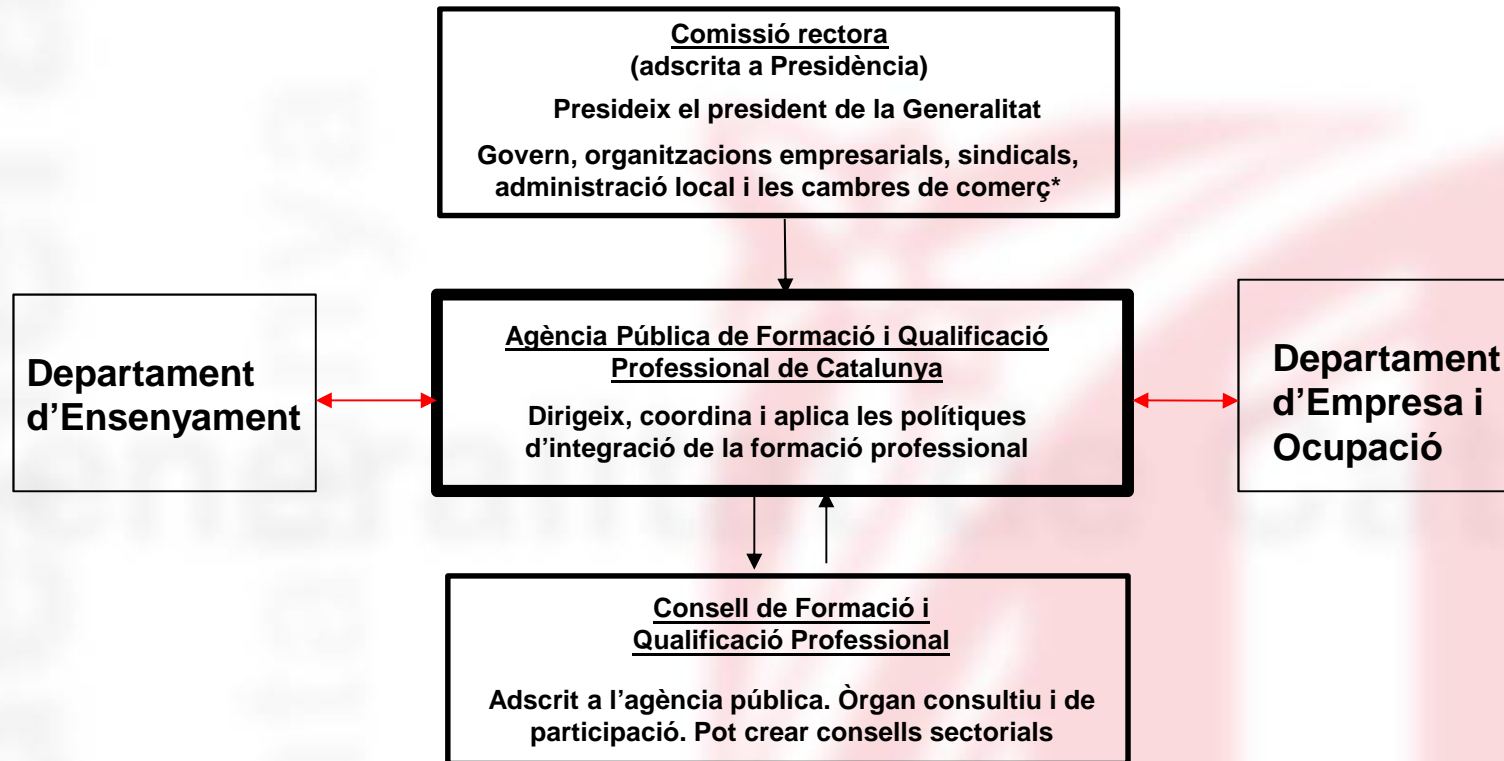 Comissió rectora
(adscrita a Presidència)
Presideix el president de la Generalitat
Govern, organitzacions empresarials, sindicals,
administració local i les cambres de comerç*
Departament
d’Ensenyament
Agència Pública de Formació i Qualificació
Professional de Catalunya
Dirigeix, coordina i aplica les polítiques
d’integració de la formació professional
Departament
d’Empresa i
Ocupació
Consell de Formació i
Qualificació Professional
Adscrit a l’agència pública. Òrgan consultiu i de
participació. Pot crear consells sectorials